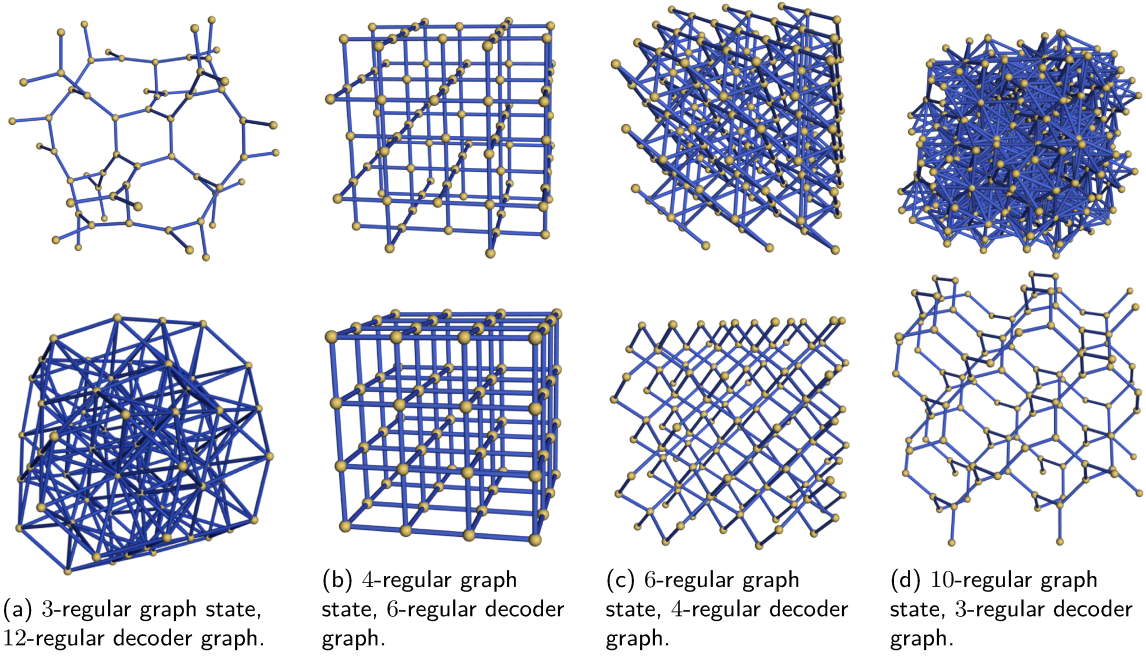 (a) 3-regular graph state,
12-regular decoder graph.
(b) 4-regular graph
state, 6-regular decoder
graph.
(c) 6-regular graph
state, 4-regular decoder
graph.
(d) 10-regular graph
state, 3-regular decoder
graph.